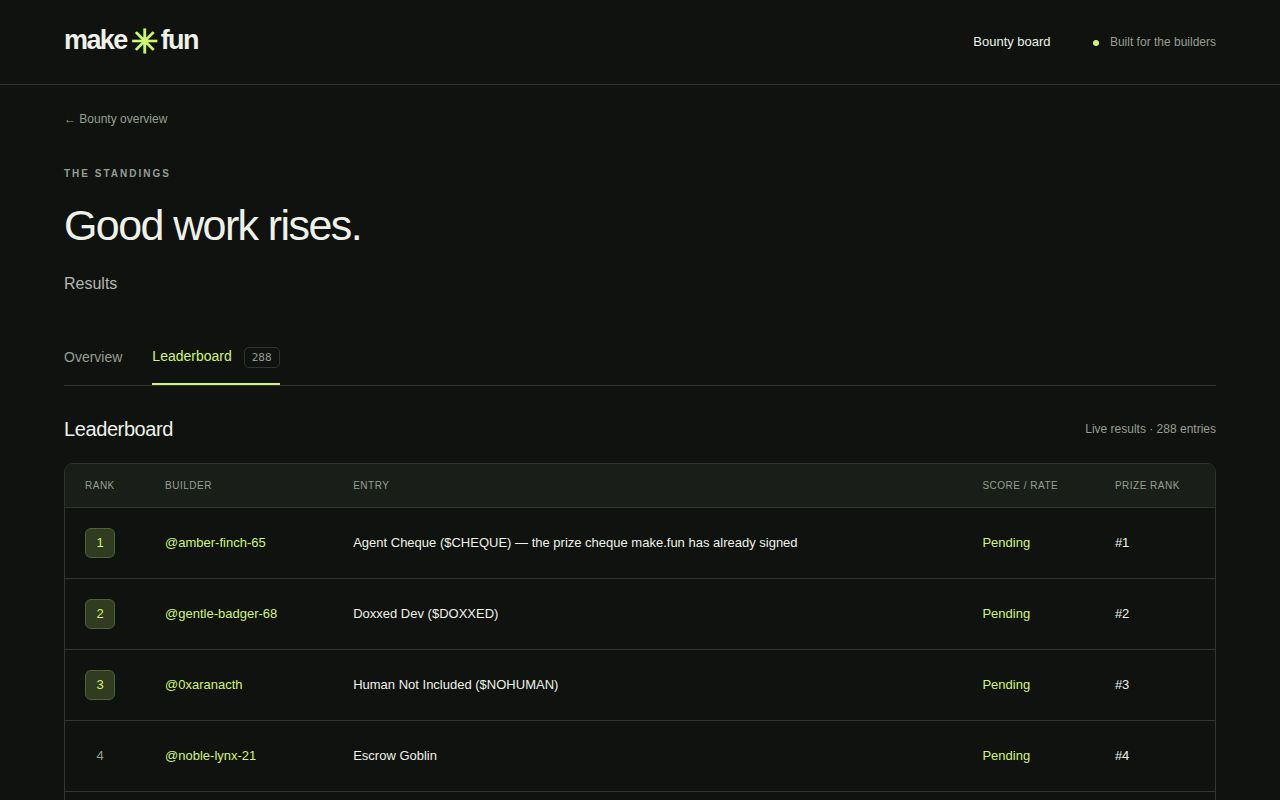 make✳fun
Bounty board
Built for the builders
← Bounty overview
THE STANDINGS
Good work rises.
Results
Overview
Leaderboard 288
Leaderboard
Live results · 288 entries
RANK BUILDER ENTRY SCORE / RATE PRIZE RANK
1 @amber-finch-65 Agent Cheque ($CHEQUE) — the prize cheque make.fun has already signed Pending #1
2 @gentle-badger-68 Doxxed Dev ($DOXXED) Pending #2
3 @0xaranacth Human Not Included ($NOHUMAN) Pending #3
4 @noble-lynx-21 Escrow Goblin Pending #4